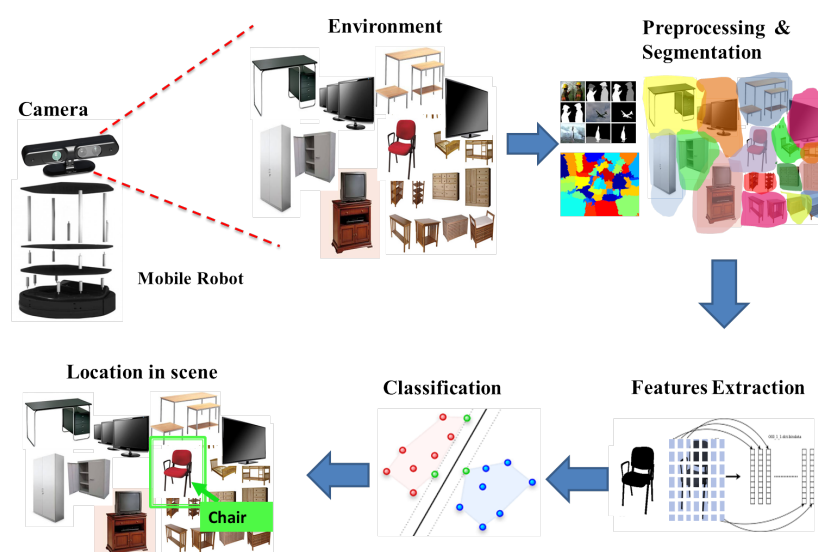 Environment
Preprocessing &
Segmentation
Camera
Mobile Robot
Location in scene
Classification
Features Extraction
Chair